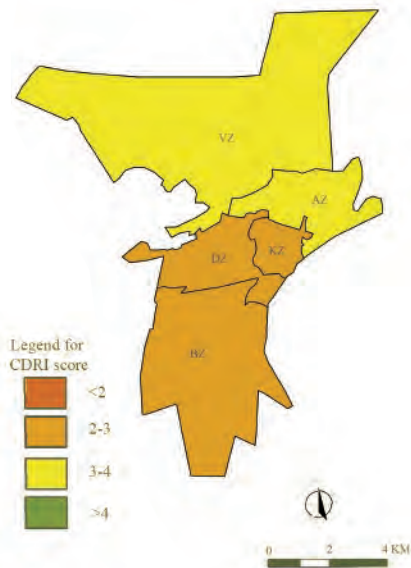 VZ
AZ
KZ
DZ
BZ
Legend for
CDRI score
<2
2-3
3-4
>4
0 2 4 KM